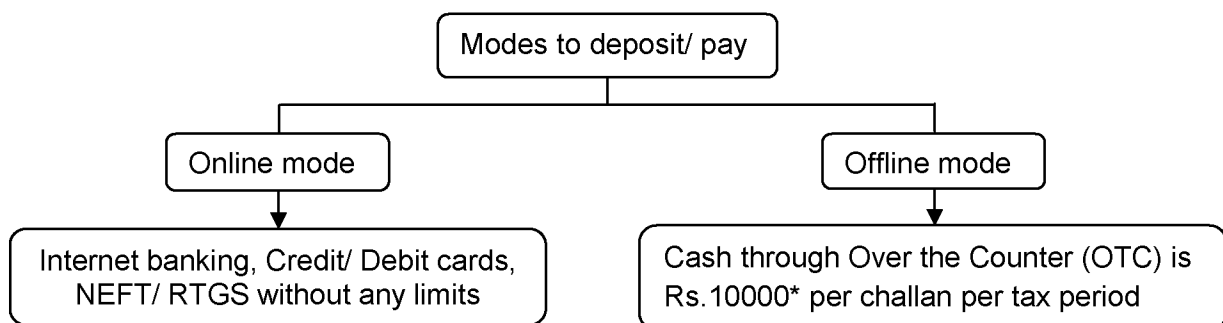 Modes to deposit/ pay
Online mode
Offline mode
Internet banking, Credit/ Debit cards,
NEFT/ RTGS without any limits
Cash through Over the Counter (OTC) is
Rs.10000* per challan per tax period